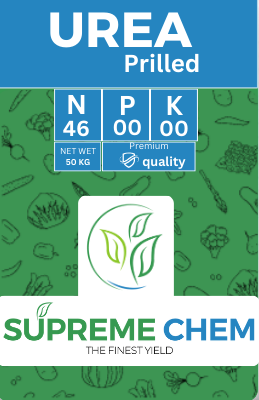 UREA
Prilled
N P K
46 00 00
NET WET
50 KG
Premium
quality
SUPREME CHEM
THE FINEST YIELD